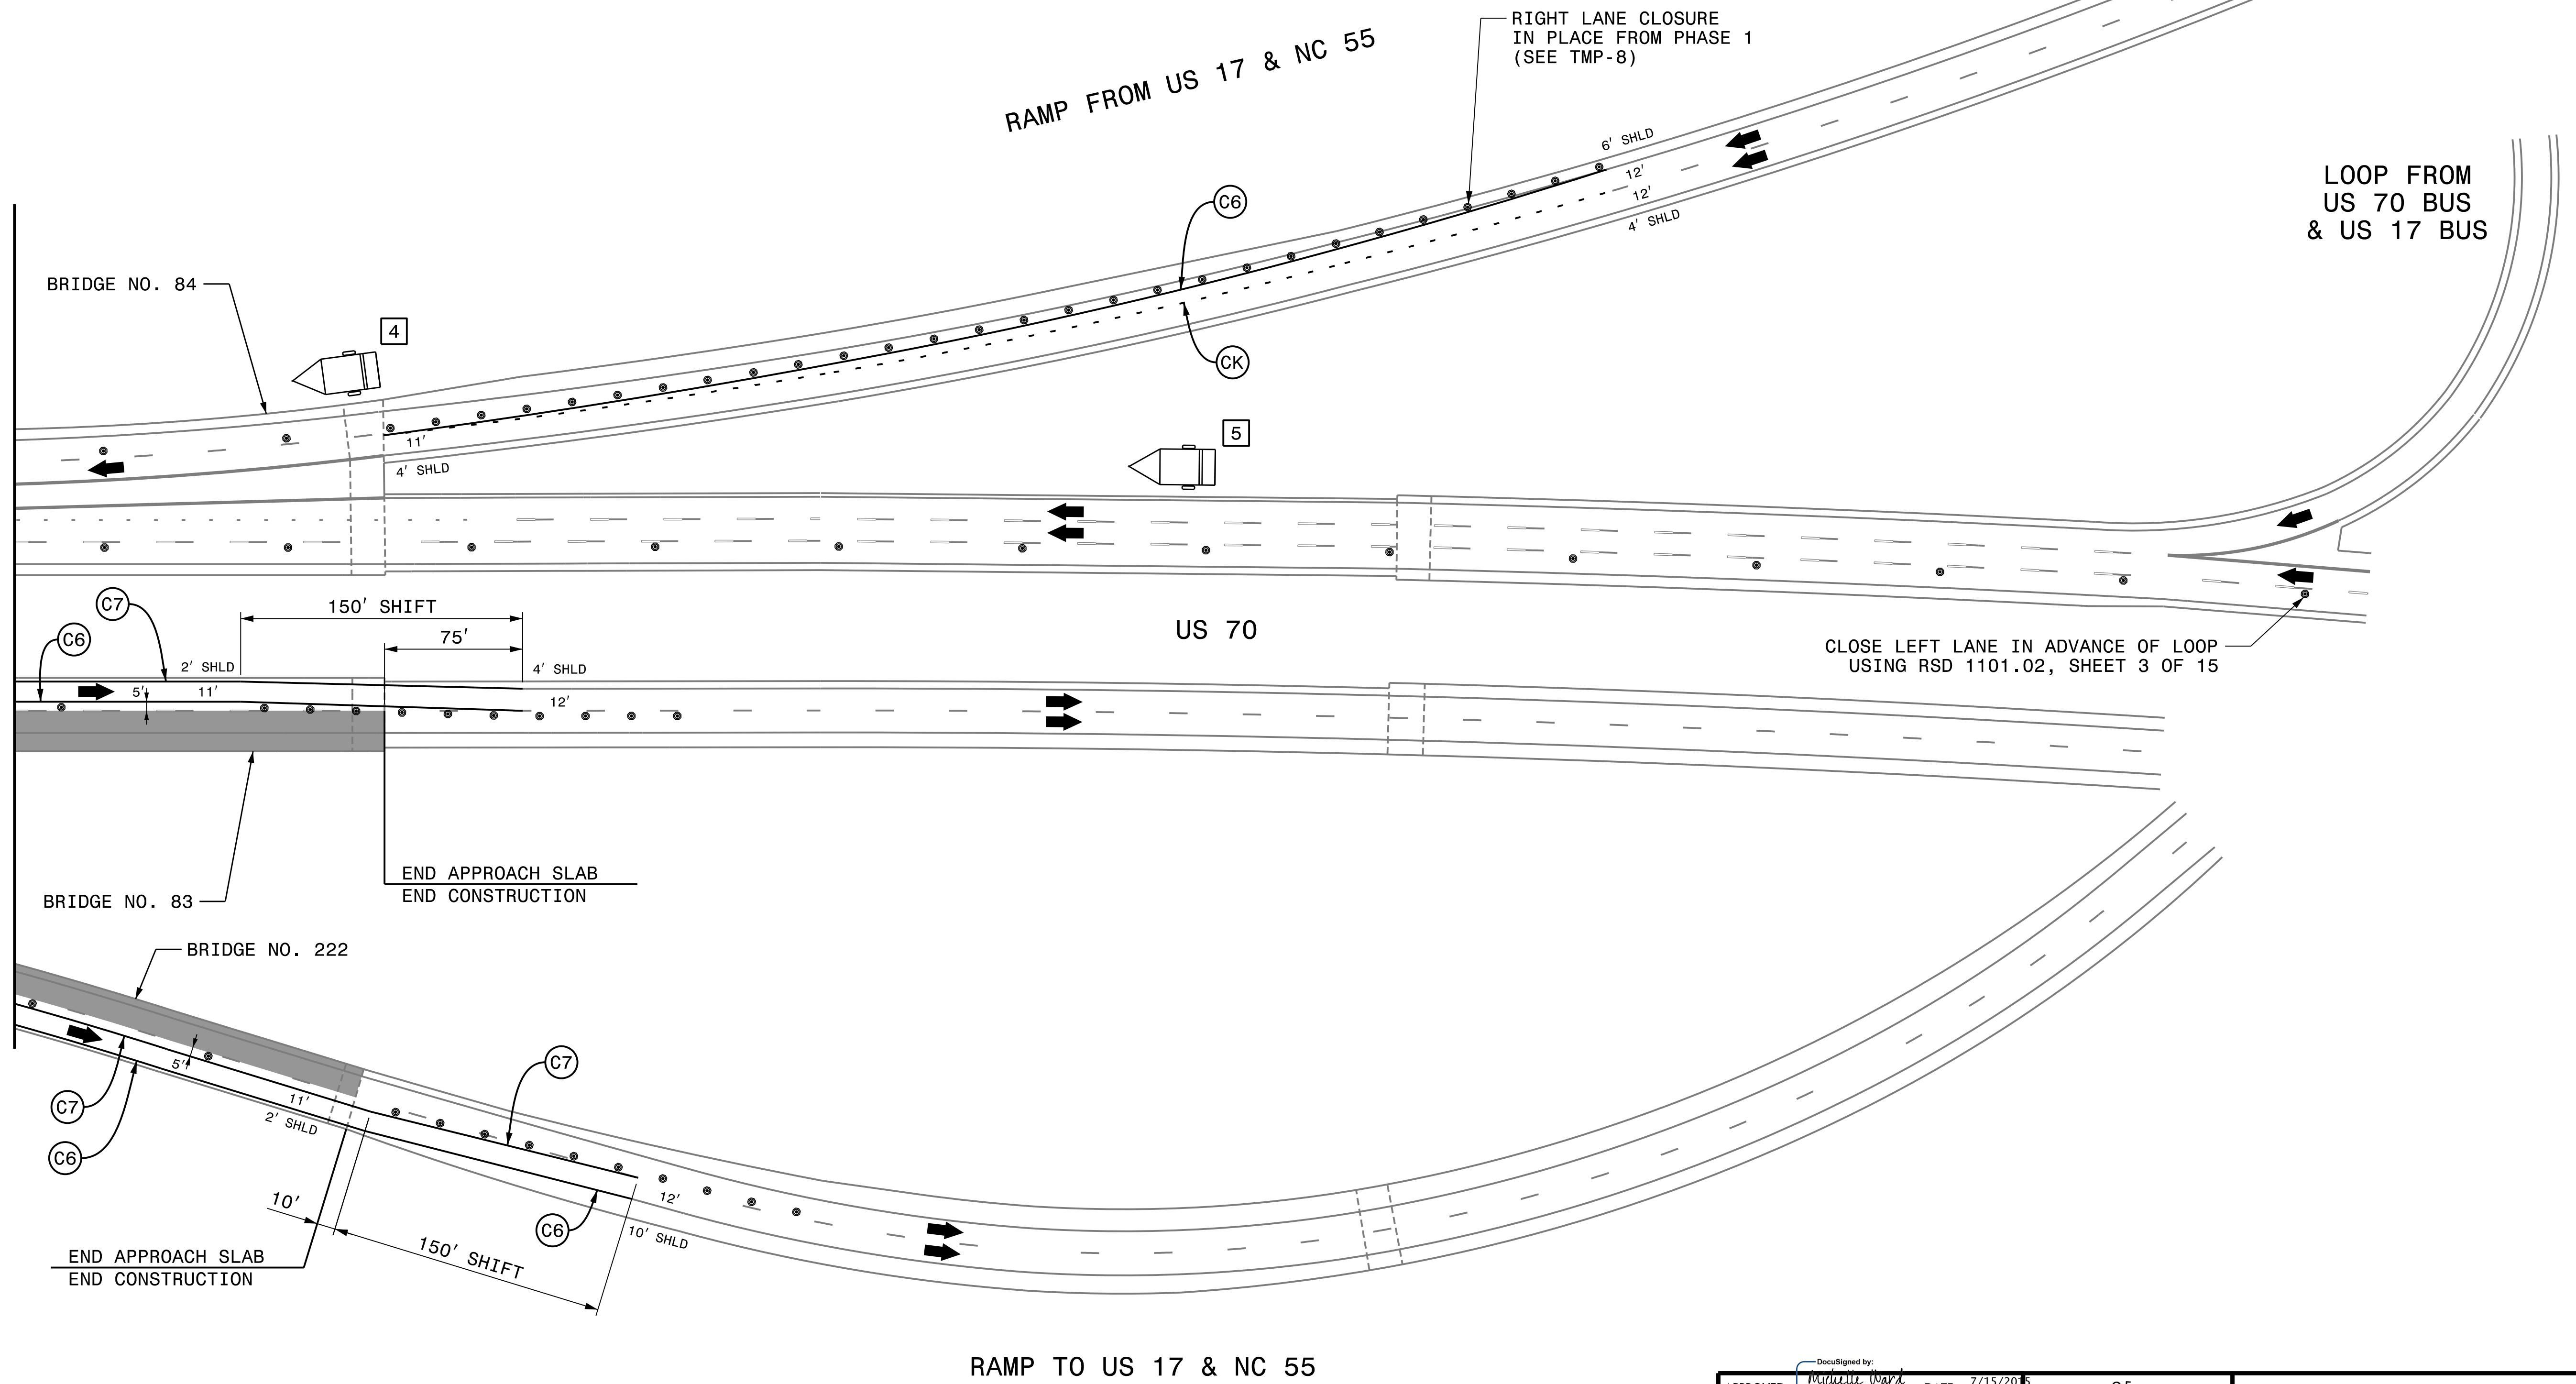 RIGHT LANE CLOSURE
IN PLACE FROM PHASE 1
(SEE TMP-8)
RAMP FROM US 17 & NC 55
6' SHLD
12'
12'
4' SHLD
LOOP FROM
US 70 BUS
& US 17 BUS
C6
BRIDGE NO. 84
4
CK
11'
4' SHLD
5
C7
150' SHIFT
C6
75'
US 70
CLOSE LEFT LANE IN ADVANCE OF LOOP
USING RSD 1101.02, SHEET 3 OF 15
2' SHLD
4' SHLD
5'
11'
12'
END APPROACH SLAB
END CONSTRUCTION
BRIDGE NO. 83
BRIDGE NO. 222
C7
5'
C7
11'
2' SHLD
C6
10'
12'
C6
10' SHLD
150' SHIFT
END APPROACH SLAB
END CONSTRUCTION
RAMP TO US 17 & NC 55
DocuSigned by:
Michelle Ward